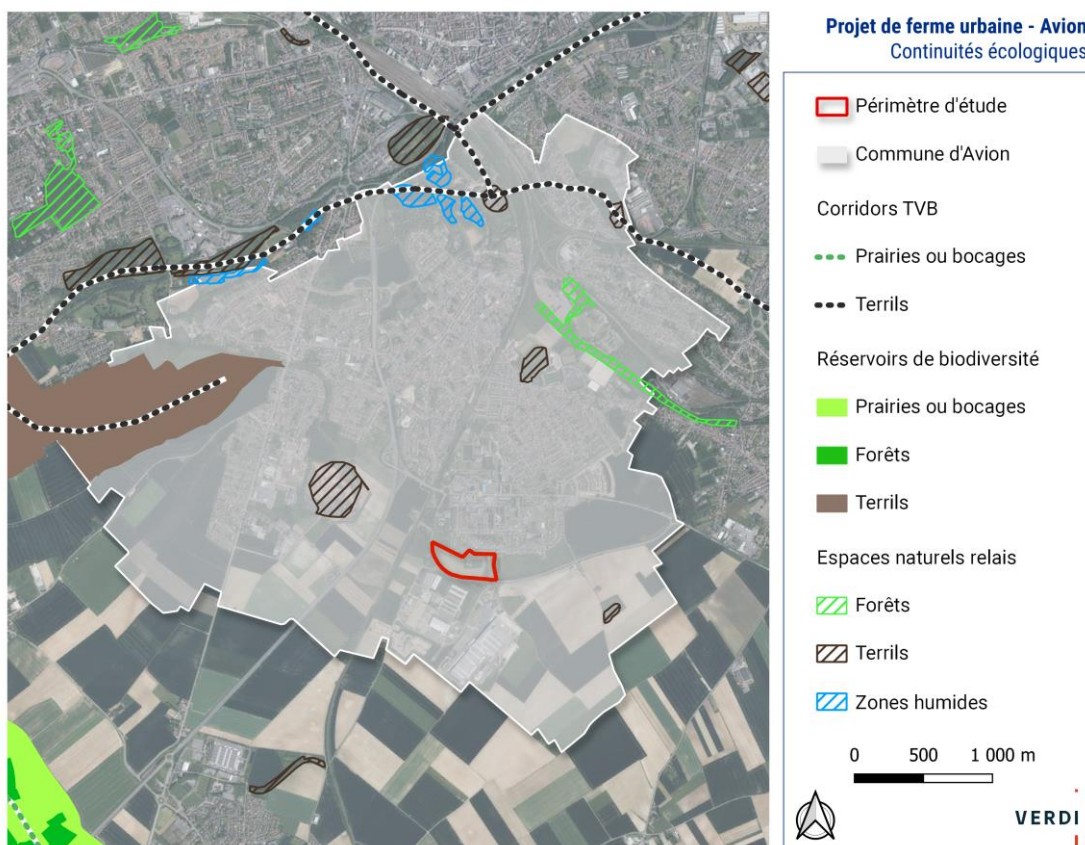 Projet de ferme urbaine - Avion
Continuités écologiques
Périmètre d'étude
Commune d'Avion
Corridors TVB
Prairies ou bocages
Terrils
Réservoirs de biodiversité
Prairies ou bocages
Forêts
Terrils
Espaces naturels relais
Forêts
Terrils
Zones humides
0 500 1 000 m
VERDI